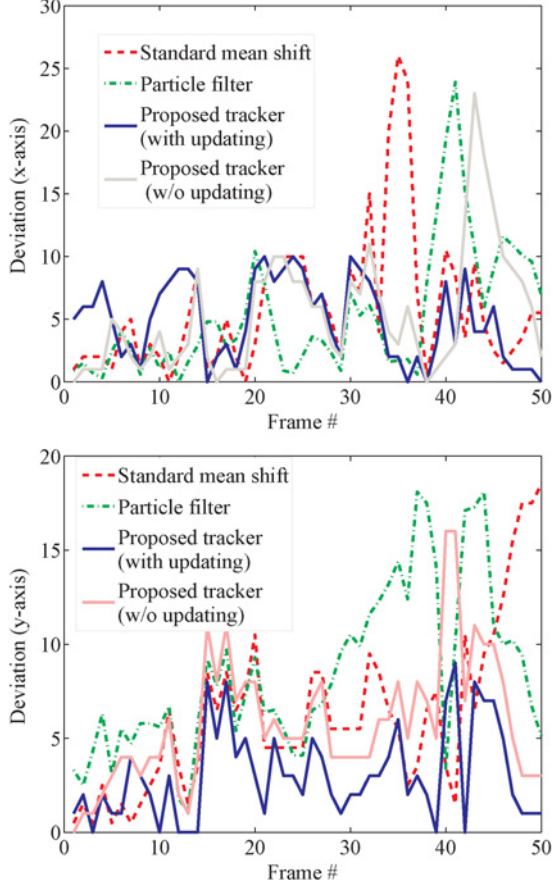 30
25
20
15
10
5
0
Deviation (x-axis)
Standard mean shift
Particle filter
Proposed tracker
(with updating)
Proposed tracker
(w/o updating)
0
10
20
30
40
50
Frame #
20
15
10
5
0
Deviation (y-axis)
Standard mean shift
Particle filter
Proposed tracker
(with updating)
Proposed tracker
(w/o updating)
0
10
20
30
40
50
Frame #